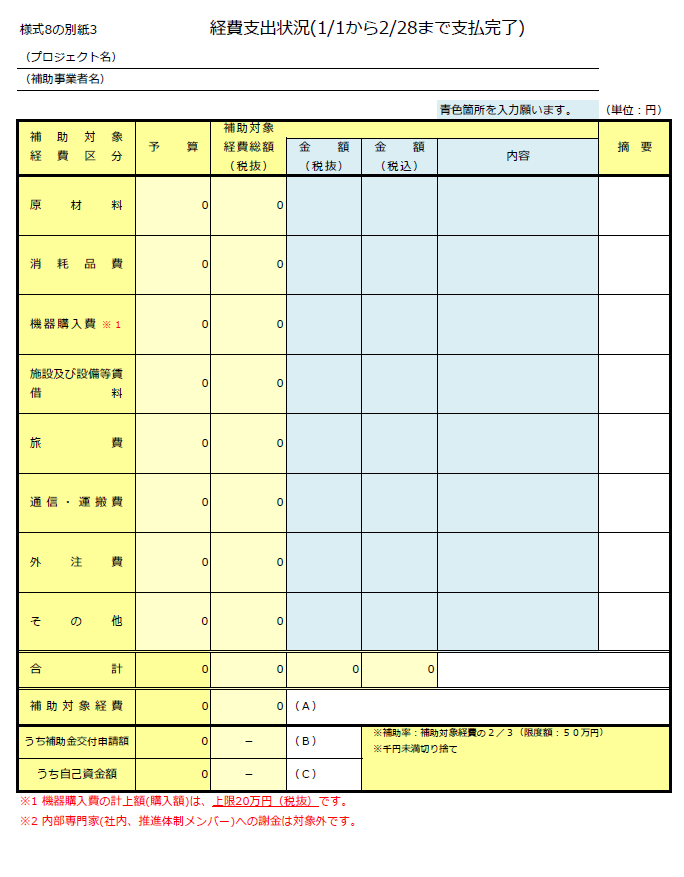 様式8の別紙3
経費支出状況(1/1から2/28まで支払完了)
（プロジェクト名）
（補助事業者名）
青色箇所を入力願います。 （単位：円）
補助対象
経費区分
予　算
補助対象
経費総額
（税抜）
金　額
（税抜）
金　額
（税込）
内容
摘　要
原材料 0 0
消耗品費 0 0
機器購入費 ※1 0 0
施設及び設備等賃
借料 0 0
旅費 0 0
通信・運搬費 0 0
外注費 0 0
その他 0 0
合計 0 0 0 0
補助対象経費 0 0 （A）
うち補助金交付申請額 0 － （B）
うち自己資金額 0 － （C）
※補助率：補助対象経費の２／３（限度額：５０万円）
※千円未満切り捨て
※1 機器購入費の計上額(購入額)は、上限20万円（税抜）です。
※2 内部専門家(社内、推進体制メンバー)への謝金は対象外です。